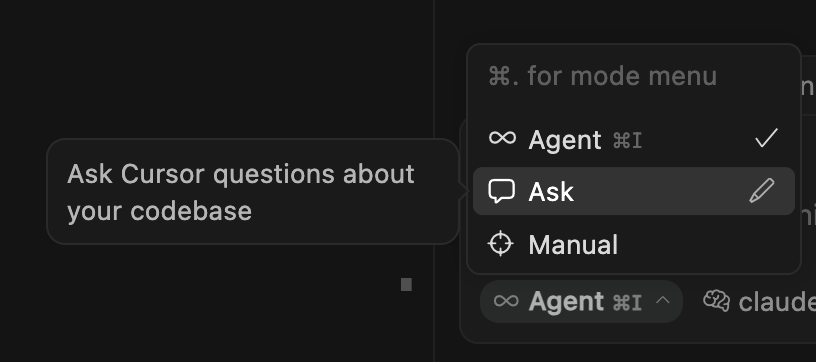 ⌘. for mode menu
Agent ⌘I
Ask Cursor questions about
your codebase
Ask
Manual
Agent ⌘I
claude